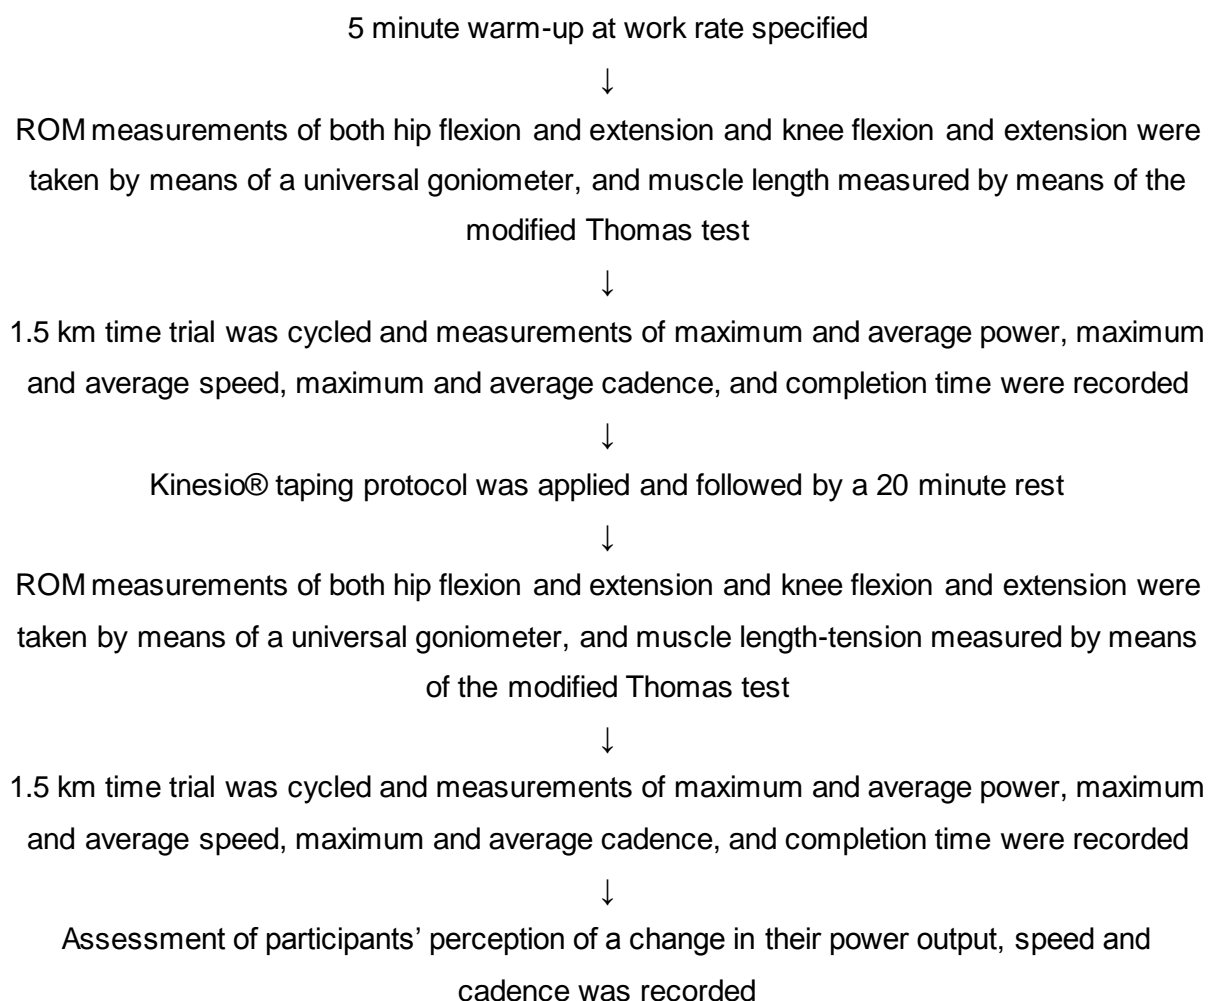 5 minute warm-up at work rate specified
↓
ROM measurements of both hip flexion and extension and knee flexion and extension were
taken by means of a universal goniometer, and muscle length measured by means of the
modified Thomas test
↓
1.5 km time trial was cycled and measurements of maximum and average power, maximum
and average speed, maximum and average cadence, and completion time were recorded
↓
Kinesio® taping protocol was applied and followed by a 20 minute rest
↓
ROM measurements of both hip flexion and extension and knee flexion and extension were
taken by means of a universal goniometer, and muscle length-tension measured by means
of the modified Thomas test
↓
1.5 km time trial was cycled and measurements of maximum and average power, maximum
and average speed, maximum and average cadence, and completion time were recorded
↓
Assessment of participants’ perception of a change in their power output, speed and
cadence was recorded